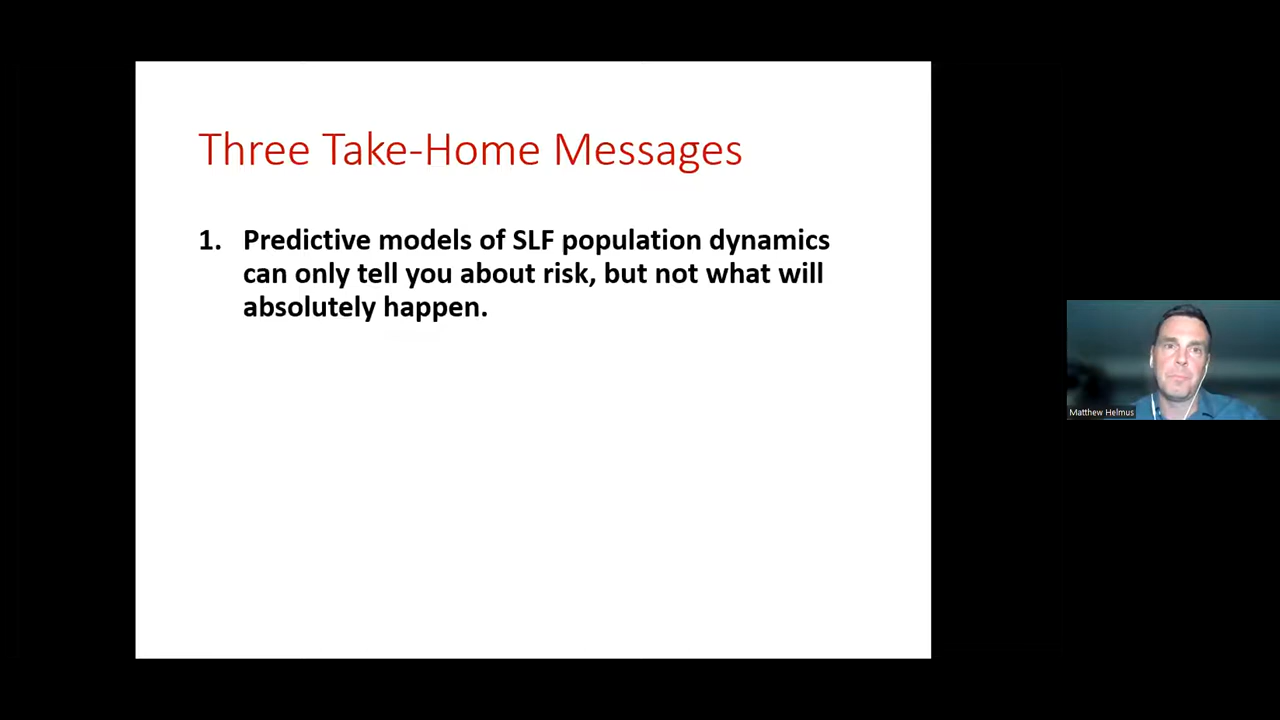 Three Take-Home Messages
1. Predictive models of SLF population dynamics
can only tell you about risk, but not what will
absolutely happen.
Matthew Helmus